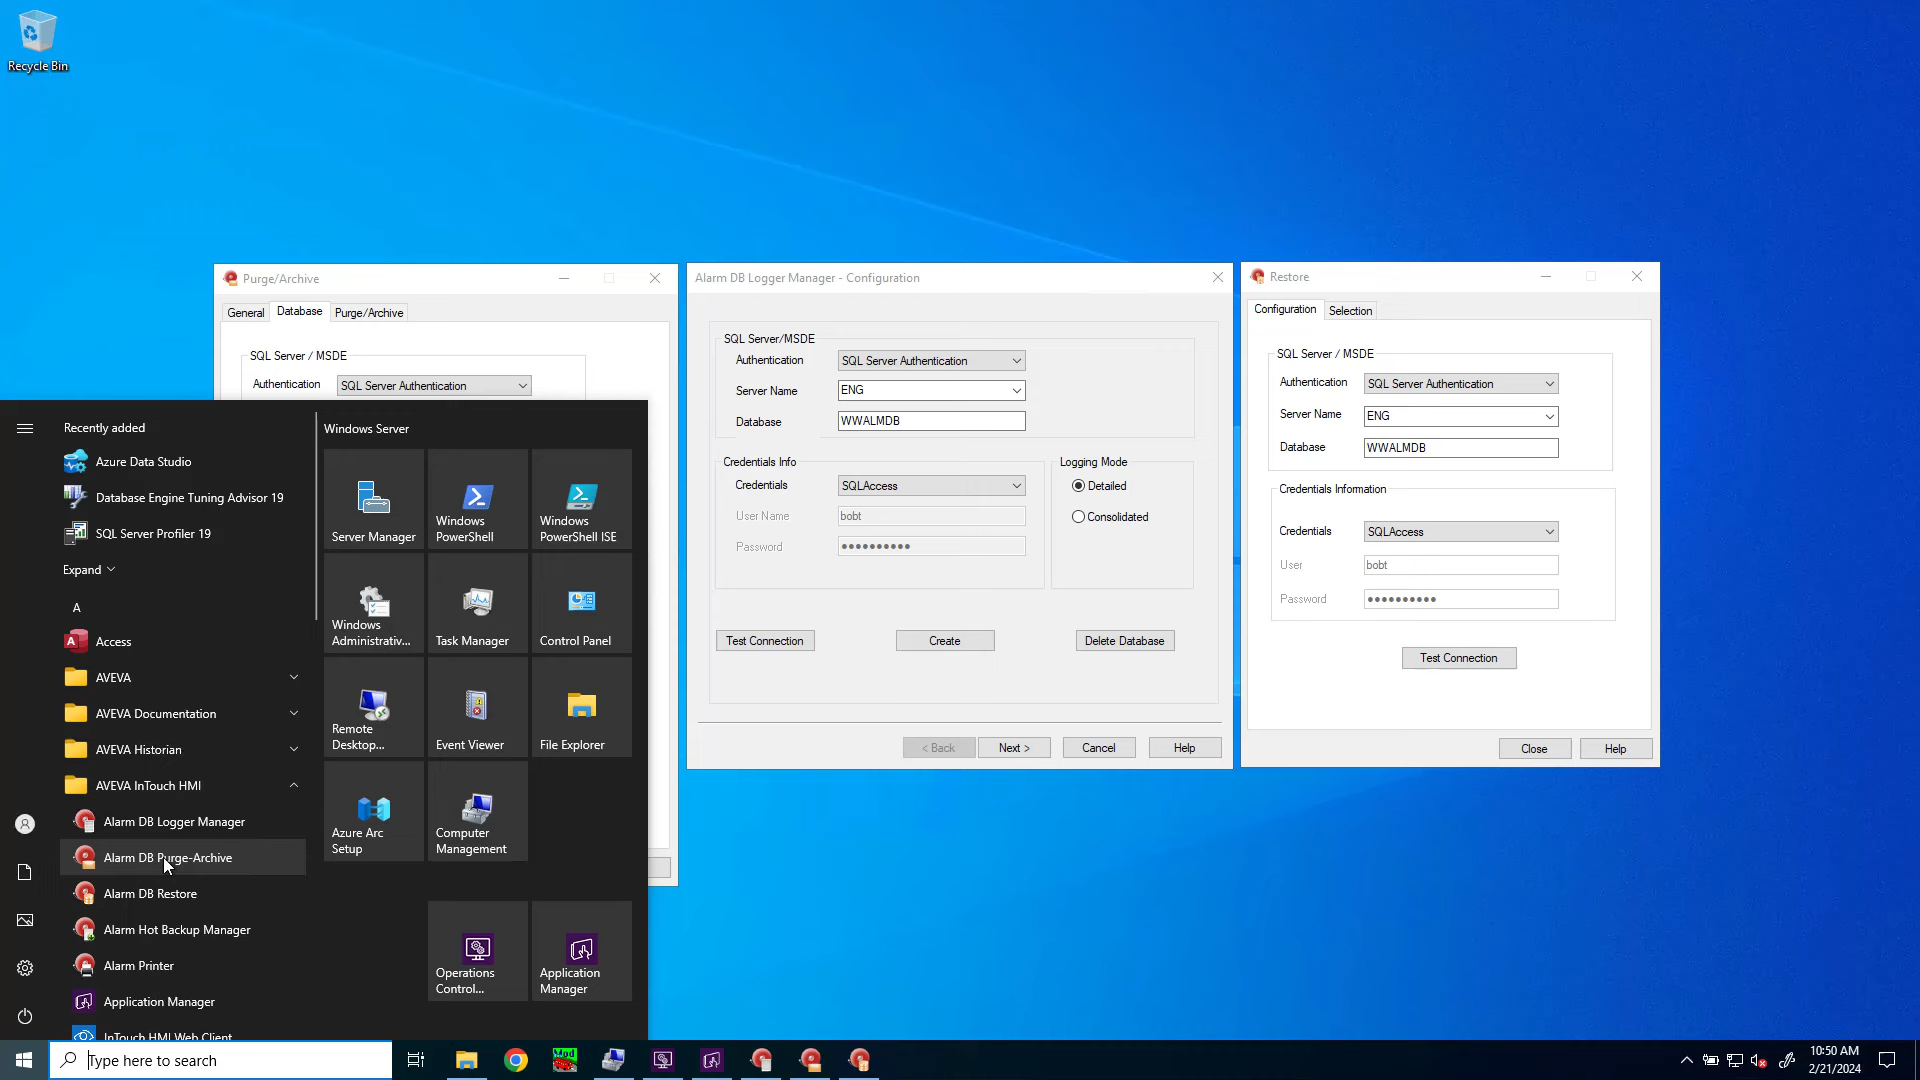 Recycle Bin
Purge/Archive
General
Database
Purge/Archive
SQL Server / MSDE
Authentication
SQL Server Authentication
Alarm DB Logger Manager - Configuration
SQL Server/MSDE
Authentication
SQL Server Authentication
Server Name
ENG
Database
WWALMDB
Credentials Info
Credentials
SQLAccess
User Name
bobt
Password
Logging Mode
Detailed
Consolidated
Test Connection
Create
Delete Database
< Back
Next >
Cancel
Help
Restore
Configuration
Selection
SQL Server / MSDE
Authentication
SQL Server Authentication
Server Name
ENG
Database
WWALMDB
Credentials Information
Credentials
SQLAccess
User
bobt
Password
Test Connection
Close
Help
Recently added
Azure Data Studio
Database Engine Tuning Advisor 19
SQL Server Profiler 19
Expand
A
Access
AVEVA
AVEVA Documentation
AVEVA Historian
AVEVA InTouch HMI
Alarm DB Logger Manager
Alarm DB Purge-Archive
Alarm DB Restore
Alarm Hot Backup Manager
Alarm Printer
Application Manager
InTouch HMI Web Client
Windows Server
Server Manager
Windows
PowerShell
Windows
PowerShell ISE
Windows
Administrativ...
Task Manager
Control Panel
Remote
Desktop...
Event Viewer
File Explorer
Azure Arc
Setup
Computer
Management
Operations
Control...
Application
Manager
Type here to search
10:50 AM
2/21/2024